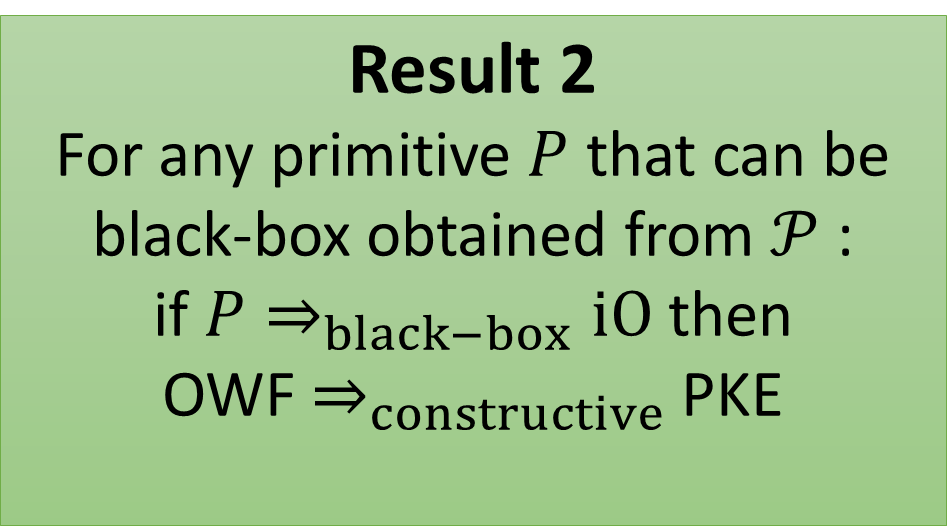 Result 2
For any primitive 𝑃 that can be
black-box obtained from 𝒫 :
if 𝑃 ⇒black−box iO then
OWF ⇒constructive PKE